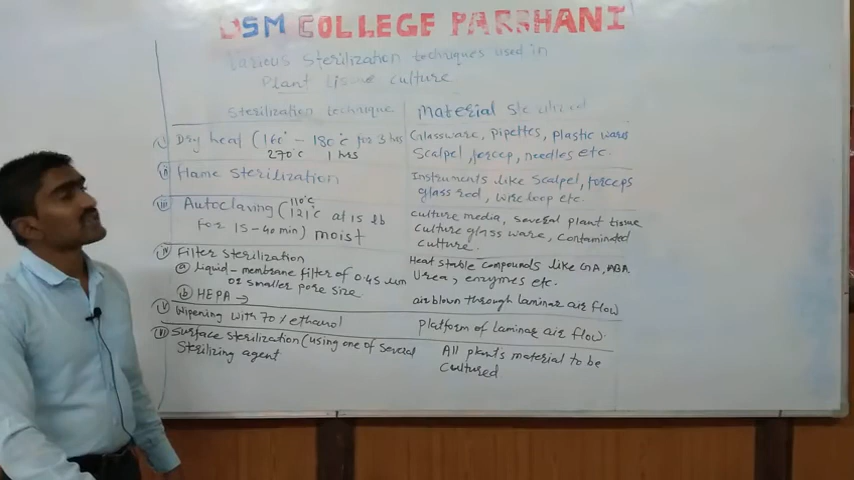 DSM COLLEGE PARBHANI
Various Sterilization techniques used in
Plant Tissue culture
Sterilization technique
Material Sterilized
i) Dry heat (160° - 180°c for 3 hrs
270°c 1 hrs
Glassware, pipettes, plastic wares
Scalpel, forcep, needles etc.
ii) Flame Sterilization
Instruments like Scalpel, forceps
glass rod, wire loop etc.
iii) Autoclaving (121°c at 15 lb
110°c
for 15-40 min) moist
culture media, several plant tissue
culture glass ware, contaminated
culture.
iv) Filter sterilization
a) liquid - membrane filter of 0.45 um
or smaller pore size
Heat stable compounds like GA, ABA
Urea, enzymes etc.
b) HEPA →
air blown through laminar air flow
v) Wipening with 70% ethanol
platform of laminar air flow.
vi) Surface sterilization (using one of several
Sterilizing agent
All plants material to be
cultured